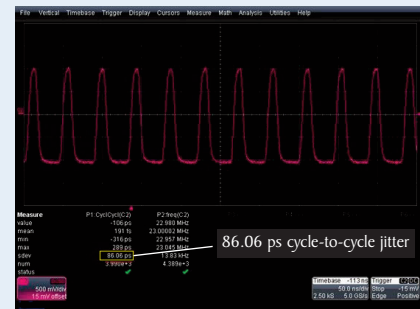 File Vertical Timebase Trigger Display Cursors Measure Math Analysis Utilities Help
Measure P1:CyclCycl(C2) P2:freq(C2)
value -106 ps 22.980 MHz
mean 191 fs 23.00002 MHz
min -316 ps 22.957 MHz
max 289 ps 23.045 MHz
sdev 86.06 ps 13.83 kHz
num 3.998e+3 4.389e+3
status
86.06 ps cycle-to-cycle jitter
500 mV/div
15 mV offset
Timebase -113 ns Trigger
50.0 ns/div Stop -15 mV
2.50 kS 5.0 GS/s Edge Positive